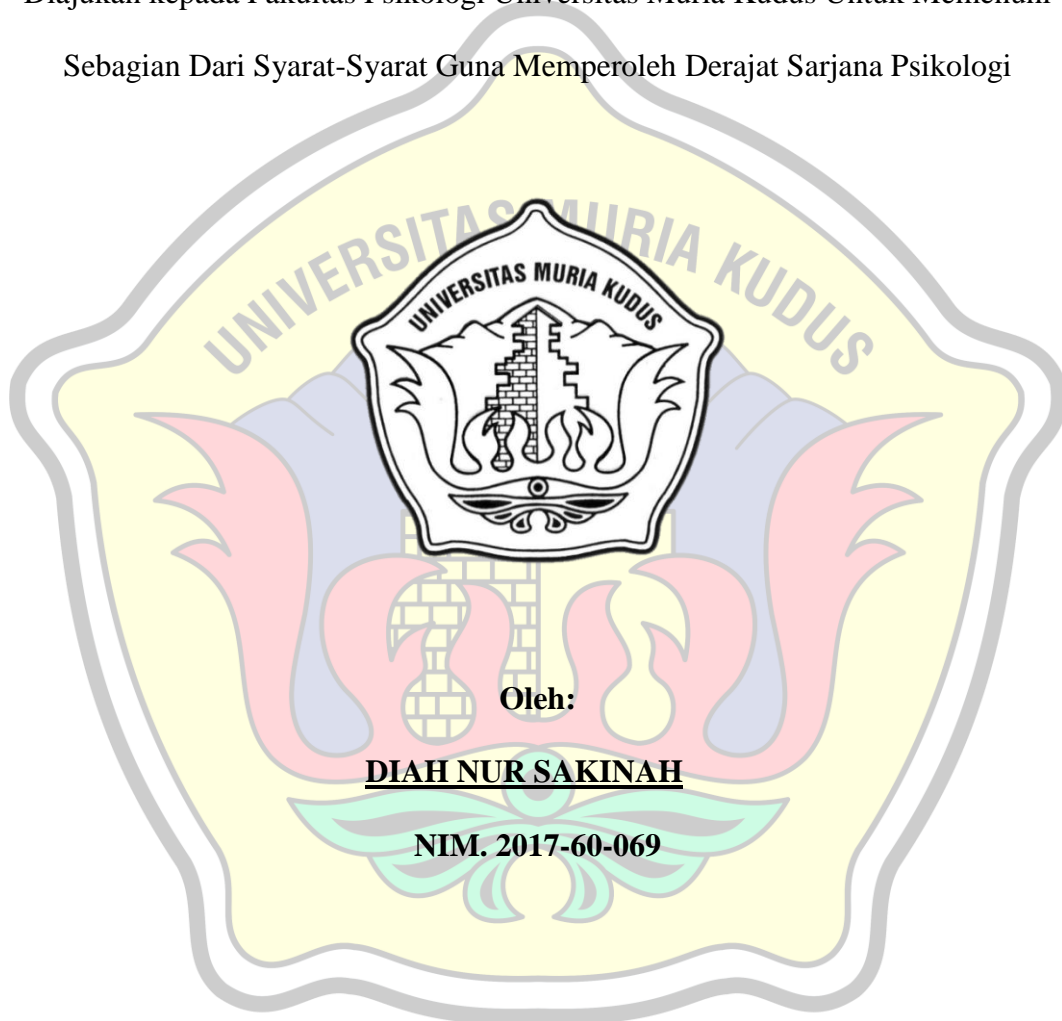 Diajukan kepada Fakultas Psikologi Universitas Muria Kudus Untuk Memenuhi
Sebagian Dari Syarat-Syarat Guna Memperoleh Derajat Sarjana Psikologi
UNIVERSITAS MURIA KUDUS
UNIVERSITAS MURIA KUDUS
Oleh:
DIAH NUR SAKINAH
NIM. 2017-60-069